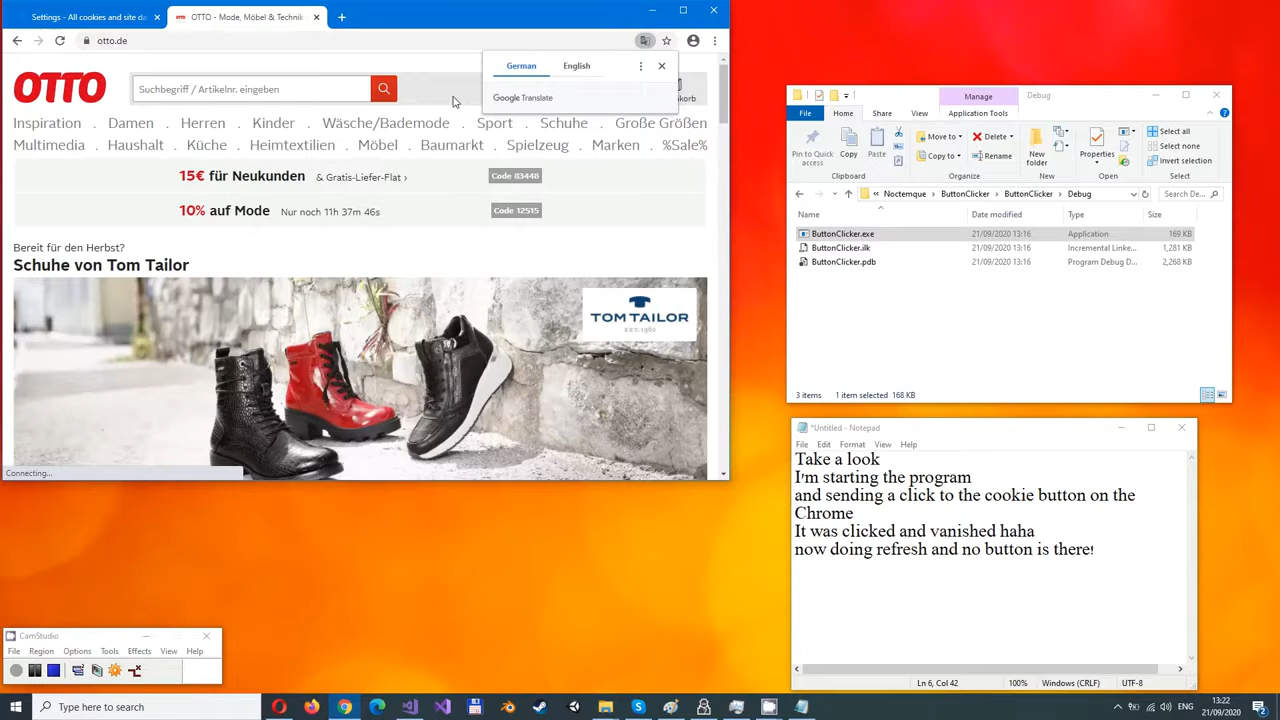 Settings - All cookies and site da
OTTO - Mode, Möbel & Technik
otto.de
German
English
Google Translate
OTTO
Suchbegriff / Artikelnr. eingeben
korb
Inspiration . Damen . Herren . Kinder . Wäsche/Bademode . Sport . Schuhe . Große Größen
Multimedia . Haushalt . Küche . Heimtextilien . Möbel . Baumarkt . Spielzeug . Marken . %Sale%
15€ für Neukunden & Gratis-Liefer-Flat ›
Code 83448
10% auf Mode Nur noch 11h 37m 46s
Code 12515
Bereit für den Herbst?
Schuhe von Tom Tailor
TOM TAILOR
EST. 1962
Connecting...
Manage
Debug
File
Home
Share
View
Application Tools
Pin to Quick access
Copy
Paste
Clipboard
Move to
Copy to
Delete
Rename
Organize
New folder
New
Properties
Open
Select all
Select none
Invert selection
Select
« Noctemque › ButtonClicker › ButtonClicker › Debug
Search De...
Name Date modified Type Size
ButtonClicker.exe 21/09/2020 13:16 Application 169 KB
ButtonClicker.ilk 21/09/2020 13:16 Incremental Linke... 1,281 KB
ButtonClicker.pdb 21/09/2020 13:16 Program Debug D... 2,268 KB
3 items 1 item selected 168 KB
*Untitled - Notepad
File Edit Format View Help
Take a look
I'm starting the program
and sending a click to the cookie button on the
Chrome
It was clicked and vanished haha
now doing refresh and no button is there!
Ln 6, Col 42 100% Windows (CRLF) UTF-8
CamStudio
File Region Options Tools Effects View Help
Type here to search
ENG
13:22
21/09/2020
2